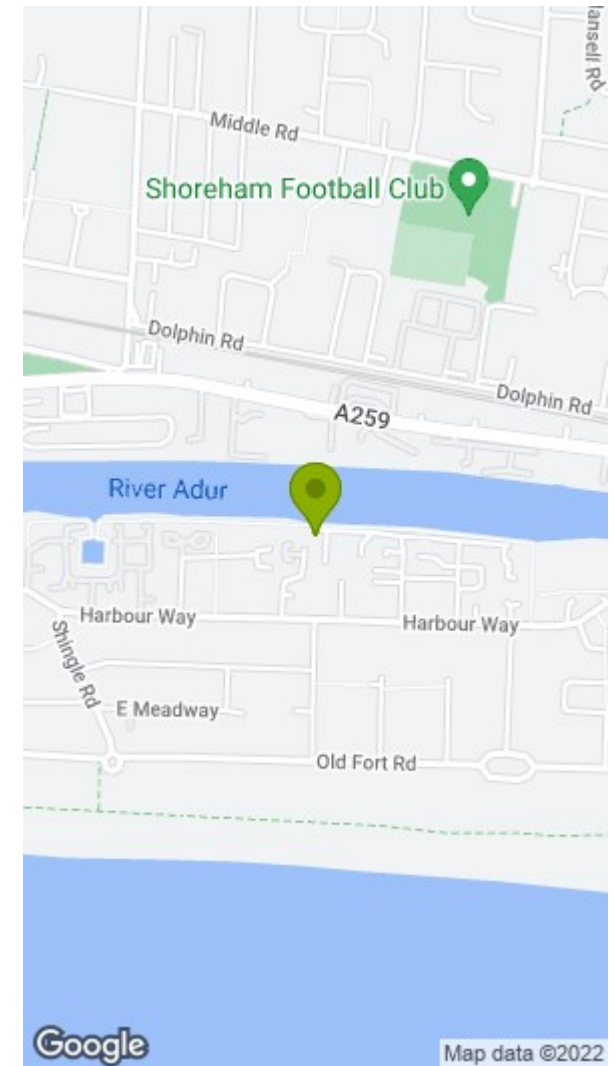 ansell Rd
Middle Rd
Shoreham Football Club
Dolphin Rd
Dolphin Rd
A259
River Adur
Harbour Way
Harbour Way
Shingle Rd
E Meadway
Old Fort Rd
Google
Map data ©2022